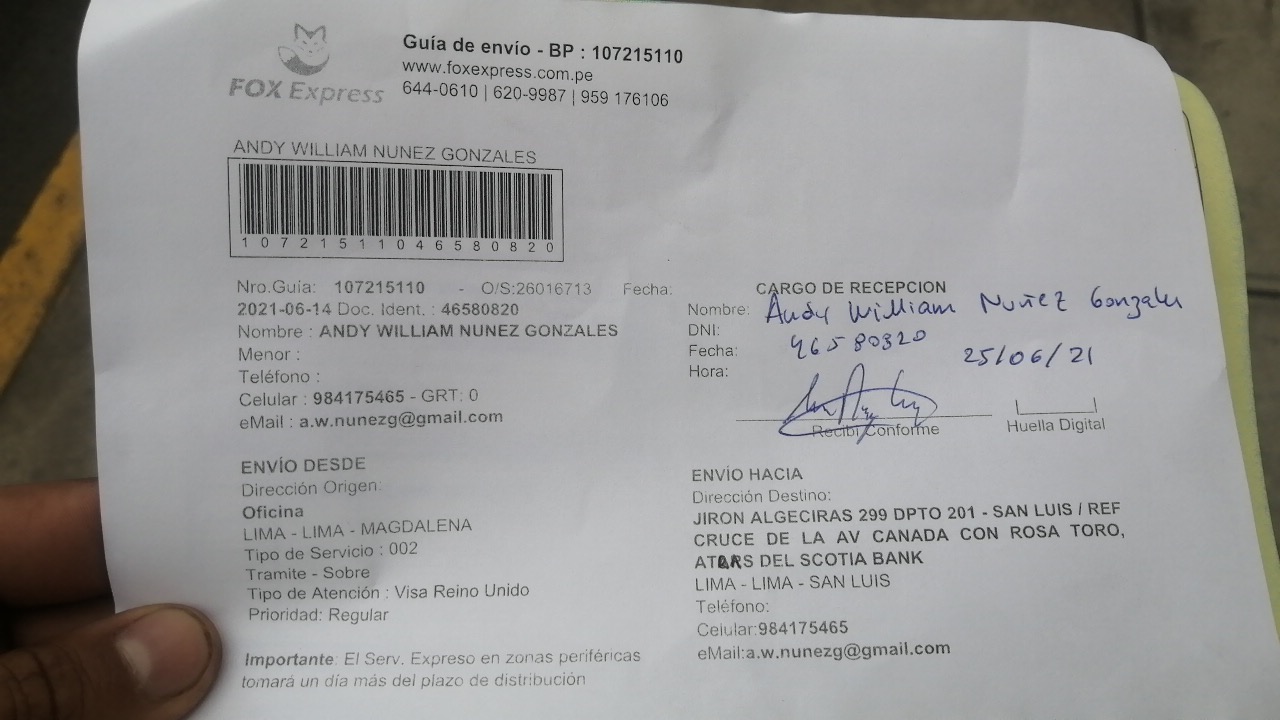 FOX Express
Guía de envío - BP : 107215110
www.foxexpress.com.pe
644-0610 | 620-9987 | 959 176106
ANDY WILLIAM NUNEZ GONZALES
10721511046580820
Nro.Guía: 107215110 - O/S:26016713 Fecha:
2021-06-14 Doc. Ident. : 46580820
Nombre : ANDY WILLIAM NUNEZ GONZALES
Menor :
Teléfono :
Celular : 984175465 - GRT: 0
eMail : a.w.nunezg@gmail.com
CARGO DE RECEPCION
Nombre: Andy William Nuñez Gonzales
DNI: 46580820
Fecha: 25/06/21
Hora:
Recibi Conforme
Huella Digital
ENVÍO DESDE
Dirección Origen:
Oficina
LIMA - LIMA - MAGDALENA
Tipo de Servicio : 002
Tramite - Sobre
Tipo de Atención : Visa Reino Unido
Prioridad: Regular
ENVÍO HACIA
Dirección Destino:
JIRON ALGECIRAS 299 DPTO 201 - SAN LUIS / REF
CRUCE DE LA AV CANADA CON ROSA TORO,
DEL SCOTIA BANK
LIMA - LIMA - SAN LUIS
Teléfono:
Celular:984175465
eMail:a.w.nunezg@gmail.com
Importante: El Serv. Expreso en zonas periféricas
tomará un día más del plazo de distribución